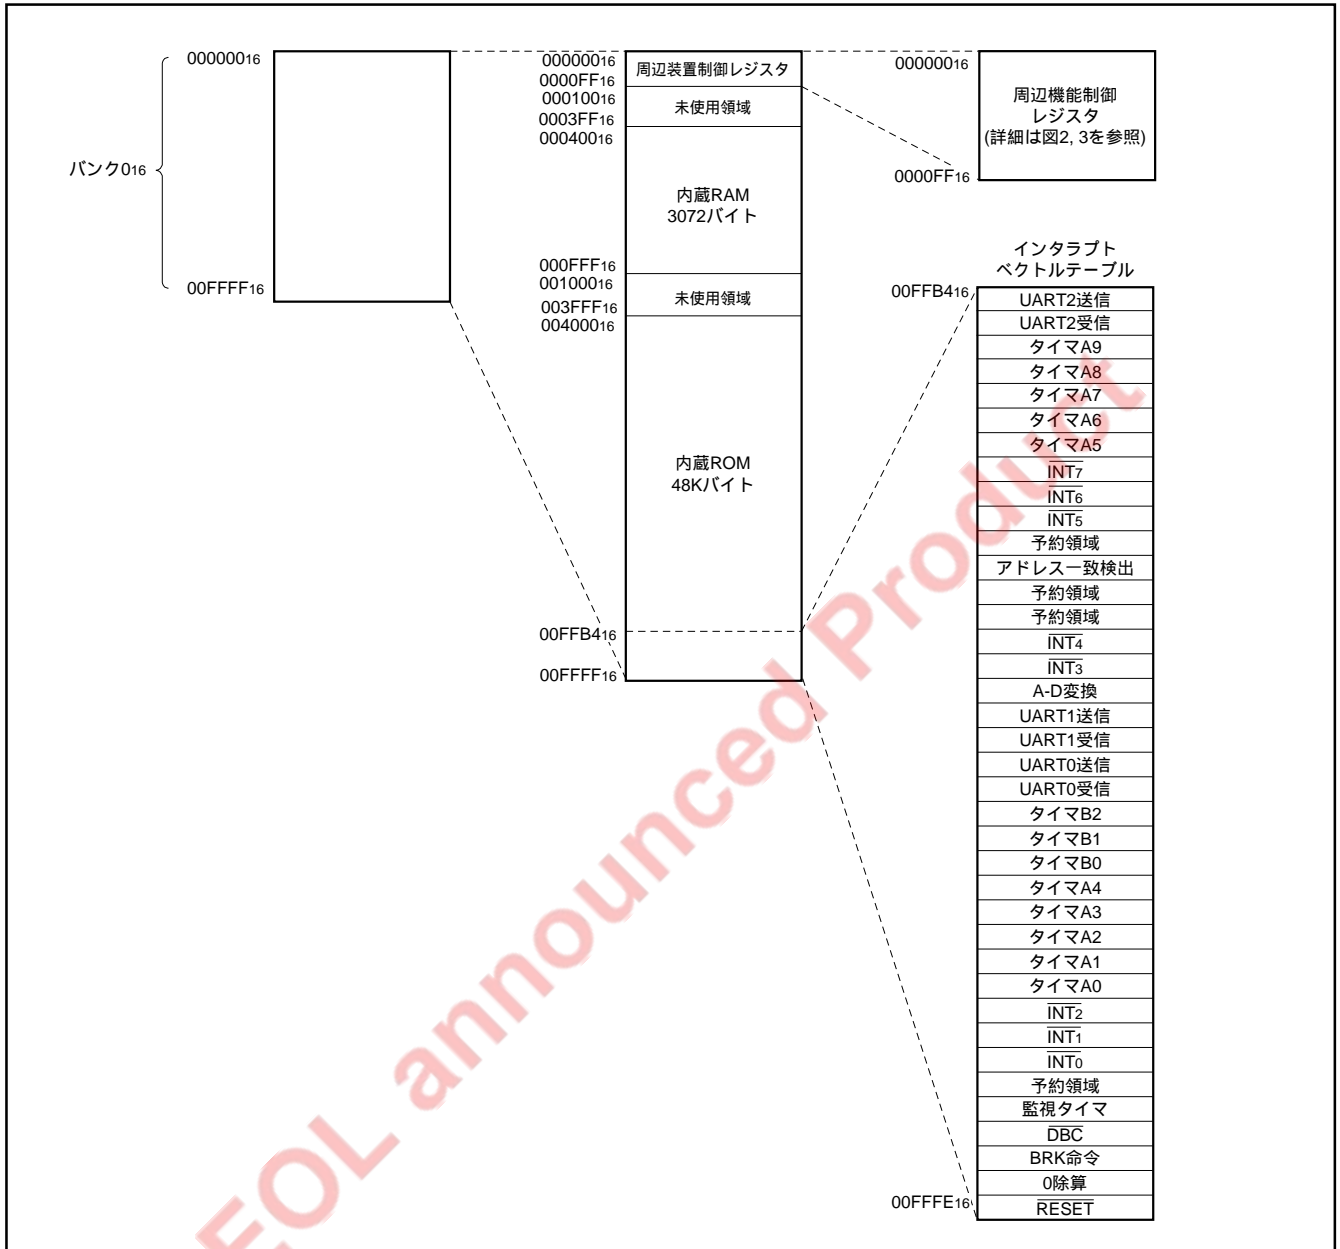 バンク016
00000016
00FFFF16
00000016
0000FF16
00010016
0003FF16
00040016
000FFF16
00100016
003FFF16
00400016
00FFB416
00FFFF16
周辺装置制御レジスタ
未使用領域
内蔵RAM
3072バイト
未使用領域
内蔵ROM
48Kバイト
00000016
0000FF16
周辺機能制御
レジスタ
(詳細は図2, 3を参照)
インタラプト
ベクトルテーブル
00FFB416
UART2送信
UART2受信
タイマA9
タイマA8
タイマA7
タイマA6
タイマA5
INT7
INT6
INT5
予約領域
アドレス一致検出
予約領域
予約領域
INT4
INT3
A-D変換
UART1送信
UART1受信
UART0送信
UART0受信
タイマB2
タイマB1
タイマB0
タイマA4
タイマA3
タイマA2
タイマA1
タイマA0
INT2
INT1
INT0
予約領域
監視タイマ
DBC
BRK命令
0除算
00FFFE16
RESET
EOL announced Product